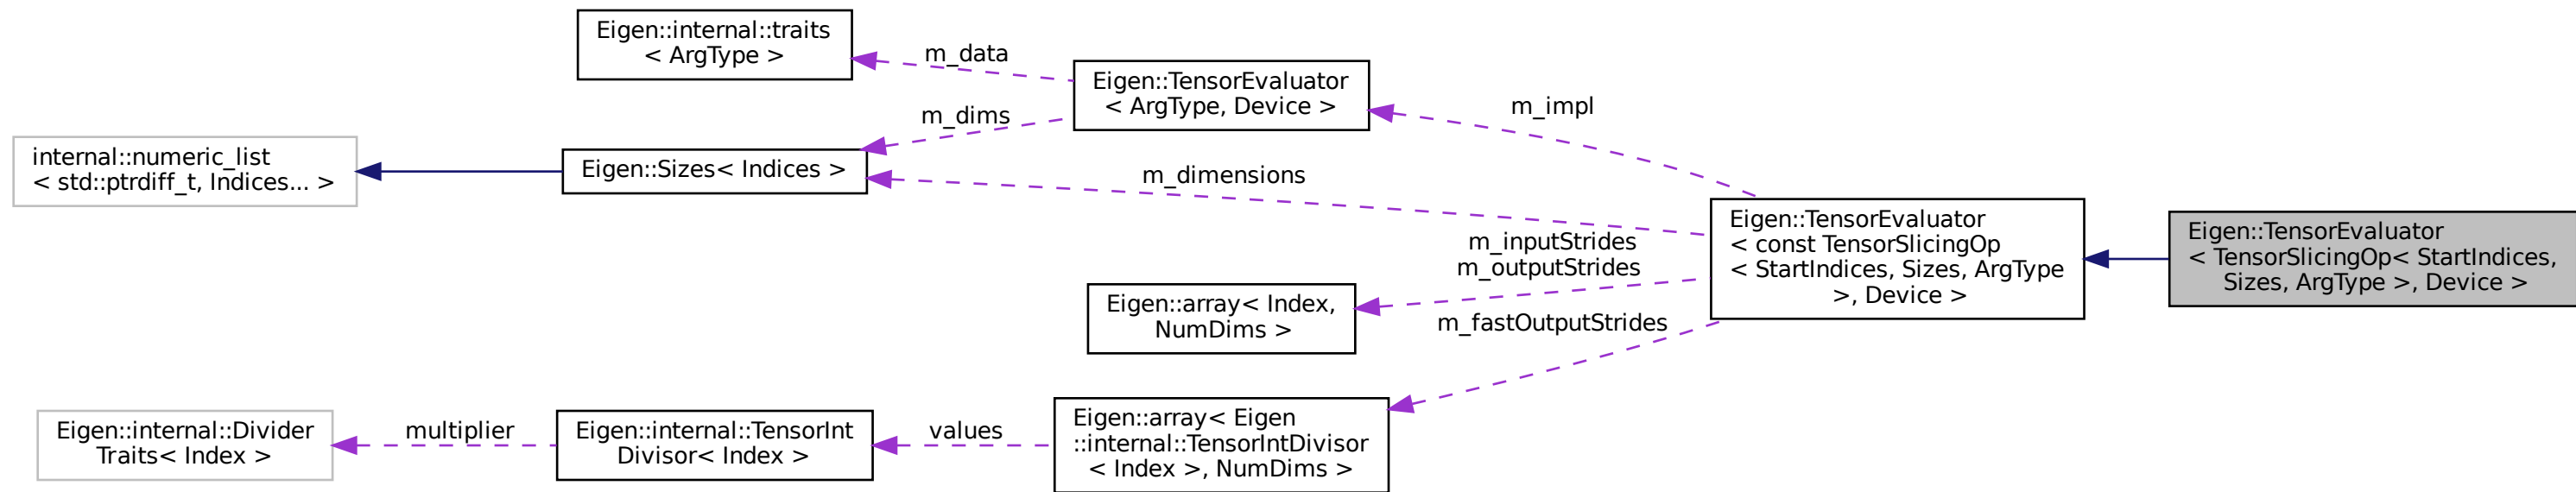 Eigen::internal::traits
< ArgType >
m_data
Eigen::TensorEvaluator
< ArgType, Device >
m_impl
m_dims
internal::numeric_list
< std::ptrdiff_t, Indices... >
Eigen::Sizes< Indices >
m_dimensions
Eigen::TensorEvaluator
< const TensorSlicingOp
< StartIndices, Sizes, ArgType
>, Device >
Eigen::TensorEvaluator
< TensorSlicingOp< StartIndices,
Sizes, ArgType >, Device >
m_inputStrides
m_outputStrides
Eigen::array< Index,
NumDims >
m_fastOutputStrides
Eigen::internal::Divider
Traits< Index >
multiplier
Eigen::internal::TensorInt
Divisor< Index >
values
Eigen::array< Eigen
::internal::TensorIntDivisor
< Index >, NumDims >